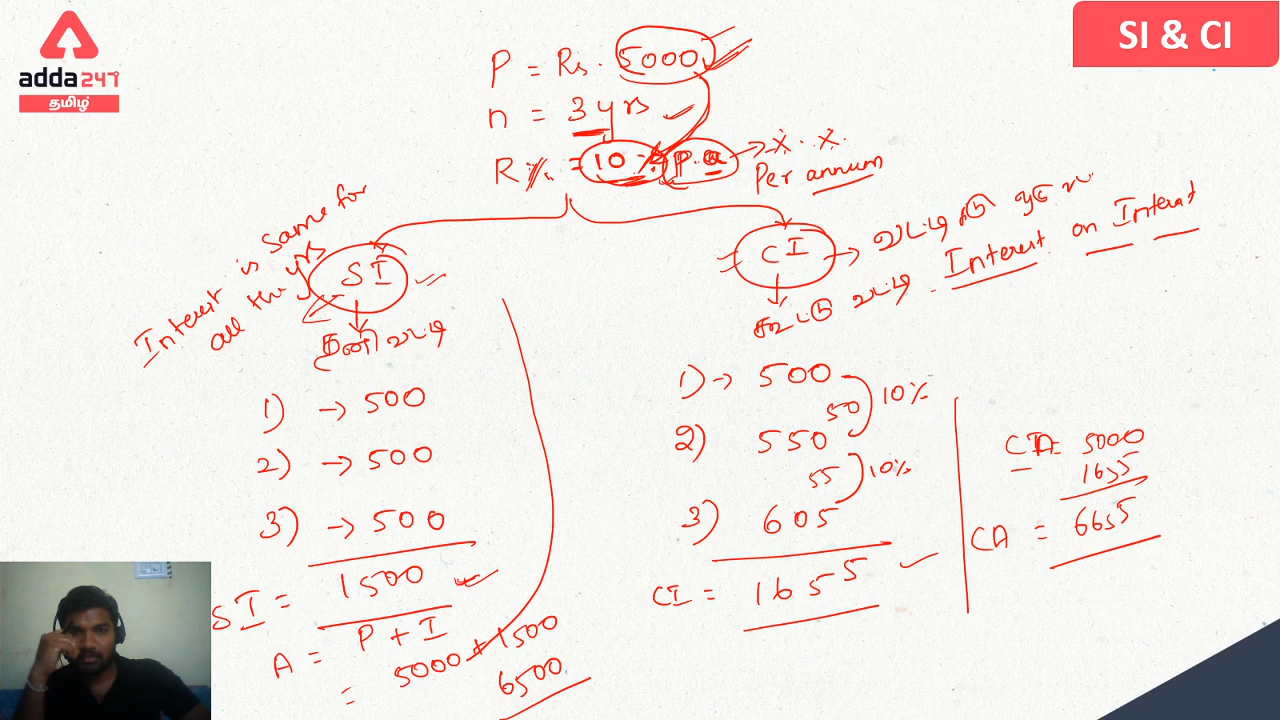 adda247
தமிழ்
SI & CI
P = Rs. 5000
n = 3 yrs
R% = 10% P.a
Per annum
Interest is same for
all the yrs
SI
தனி வட்டி
1) → 500
2) → 500
3) → 500
SI = 1500
A = P + I
= 5000 + 1500
6500
CI
வட்டிக்கு
கூட்டு வட்டி. Interest on Interest
1) → 500
50 10%
2) 550
55 10%
3) 605
CI = 1655
CA = 5000
1655
CA = 6655